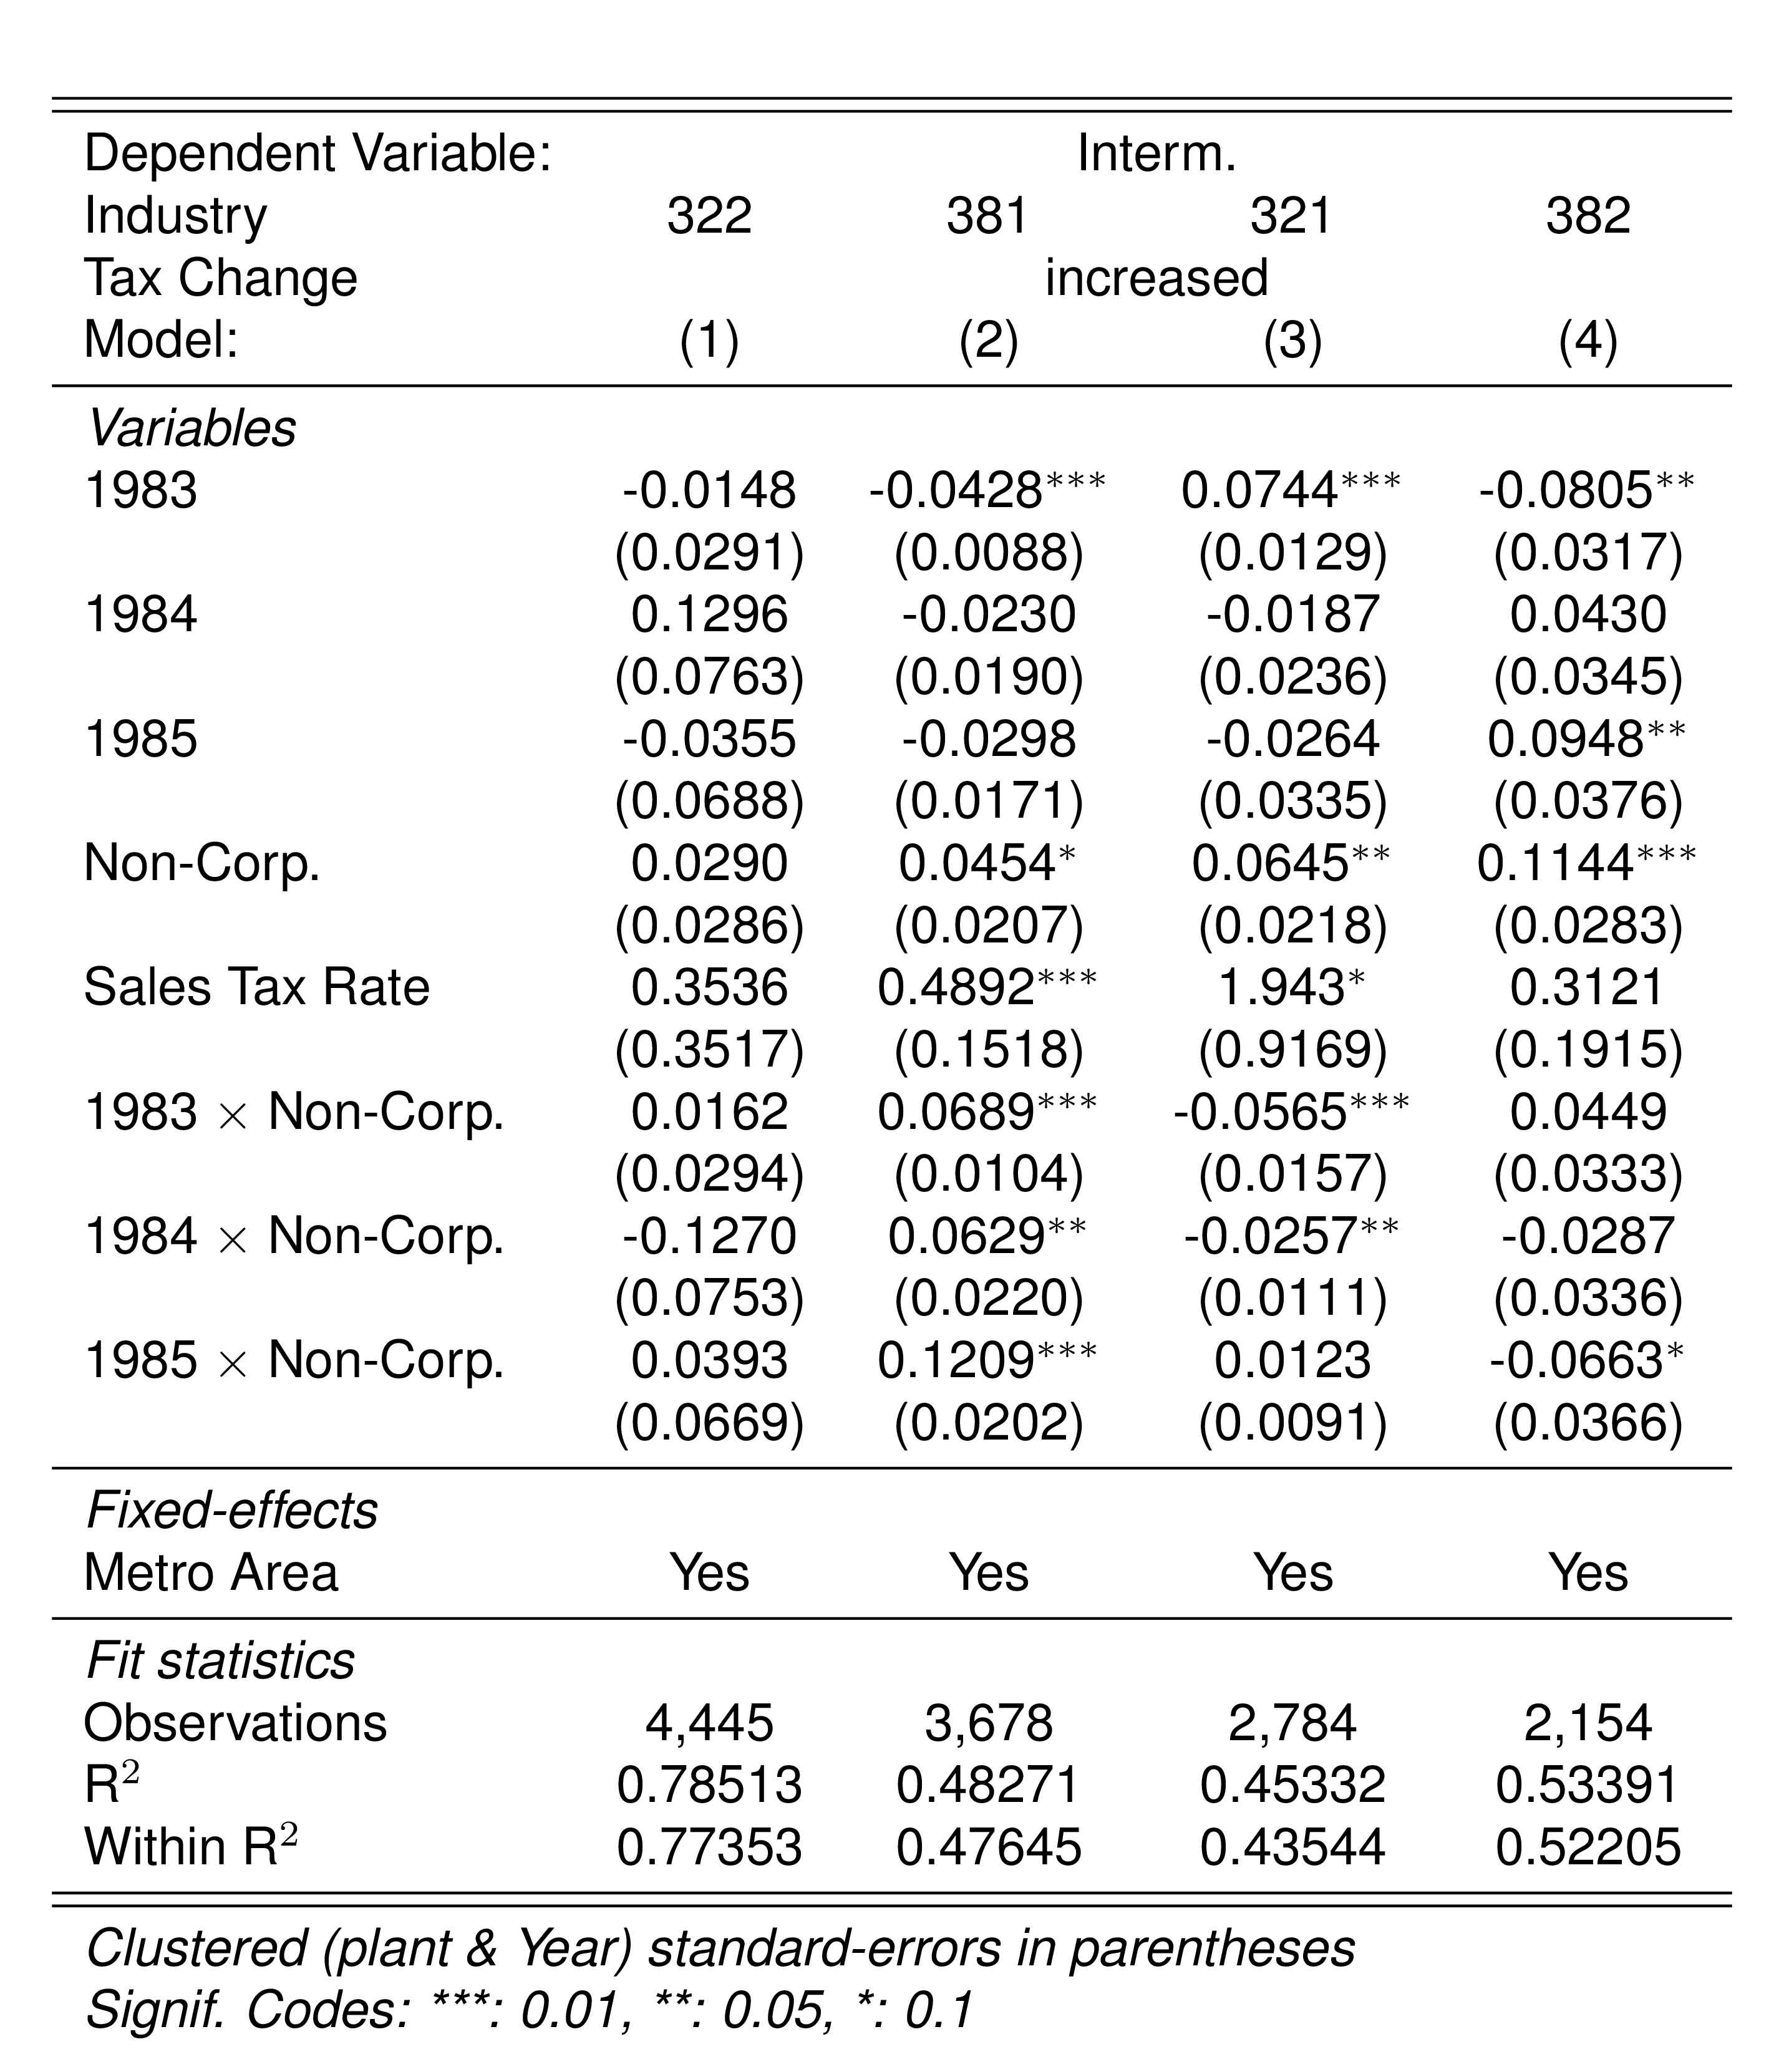 Dependent Variable: Interm.
Industry 322 381 321 382
Tax Change increased
Model: (1) (2) (3) (4)
Variables
1983 -0.0148 -0.0428*** 0.0744*** -0.0805**
(0.0291) (0.0088) (0.0129) (0.0317)
1984 0.1296 -0.0230 -0.0187 0.0430
(0.0763) (0.0190) (0.0236) (0.0345)
1985 -0.0355 -0.0298 -0.0264 0.0948**
(0.0688) (0.0171) (0.0335) (0.0376)
Non-Corp. 0.0290 0.0454* 0.0645** 0.1144***
(0.0286) (0.0207) (0.0218) (0.0283)
Sales Tax Rate 0.3536 0.4892*** 1.943* 0.3121
(0.3517) (0.1518) (0.9169) (0.1915)
1983 × Non-Corp. 0.0162 0.0689*** -0.0565*** 0.0449
(0.0294) (0.0104) (0.0157) (0.0333)
1984 × Non-Corp. -0.1270 0.0629** -0.0257** -0.0287
(0.0753) (0.0220) (0.0111) (0.0336)
1985 × Non-Corp. 0.0393 0.1209*** 0.0123 -0.0663*
(0.0669) (0.0202) (0.0091) (0.0366)
Fixed-effects
Metro Area Yes Yes Yes Yes
Fit statistics
Observations 4,445 3,678 2,784 2,154
R² 0.78513 0.48271 0.45332 0.53391
Within R² 0.77353 0.47645 0.43544 0.52205
Clustered (plant & Year) standard-errors in parentheses
Signif. Codes: ***: 0.01, **: 0.05, *: 0.1